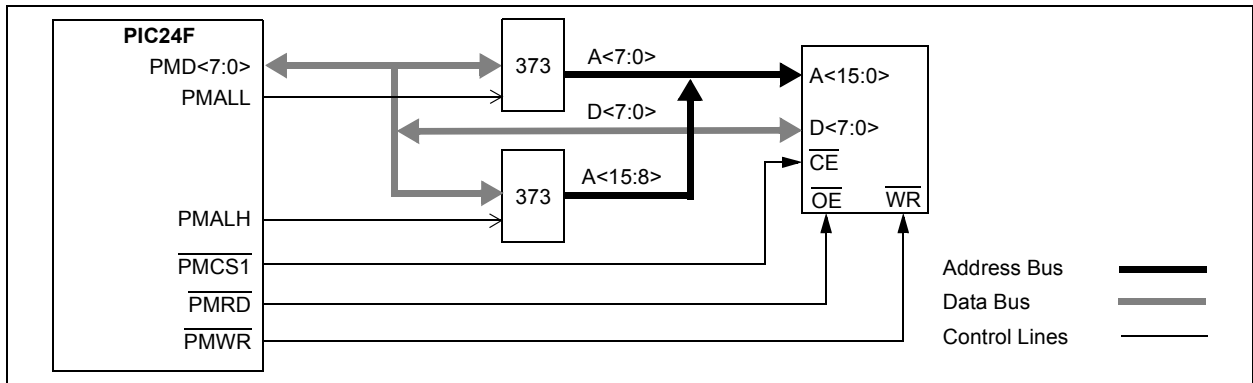 PIC24F
PMD<7:0>
PMALL
373
A<7:0>
A<15:0>
D<7:0>
D<7:0>
CE
373
A<15:8>
OE WR
PMALH
PMCS1
PMRD
PMWR
Address Bus
Data Bus
Control Lines